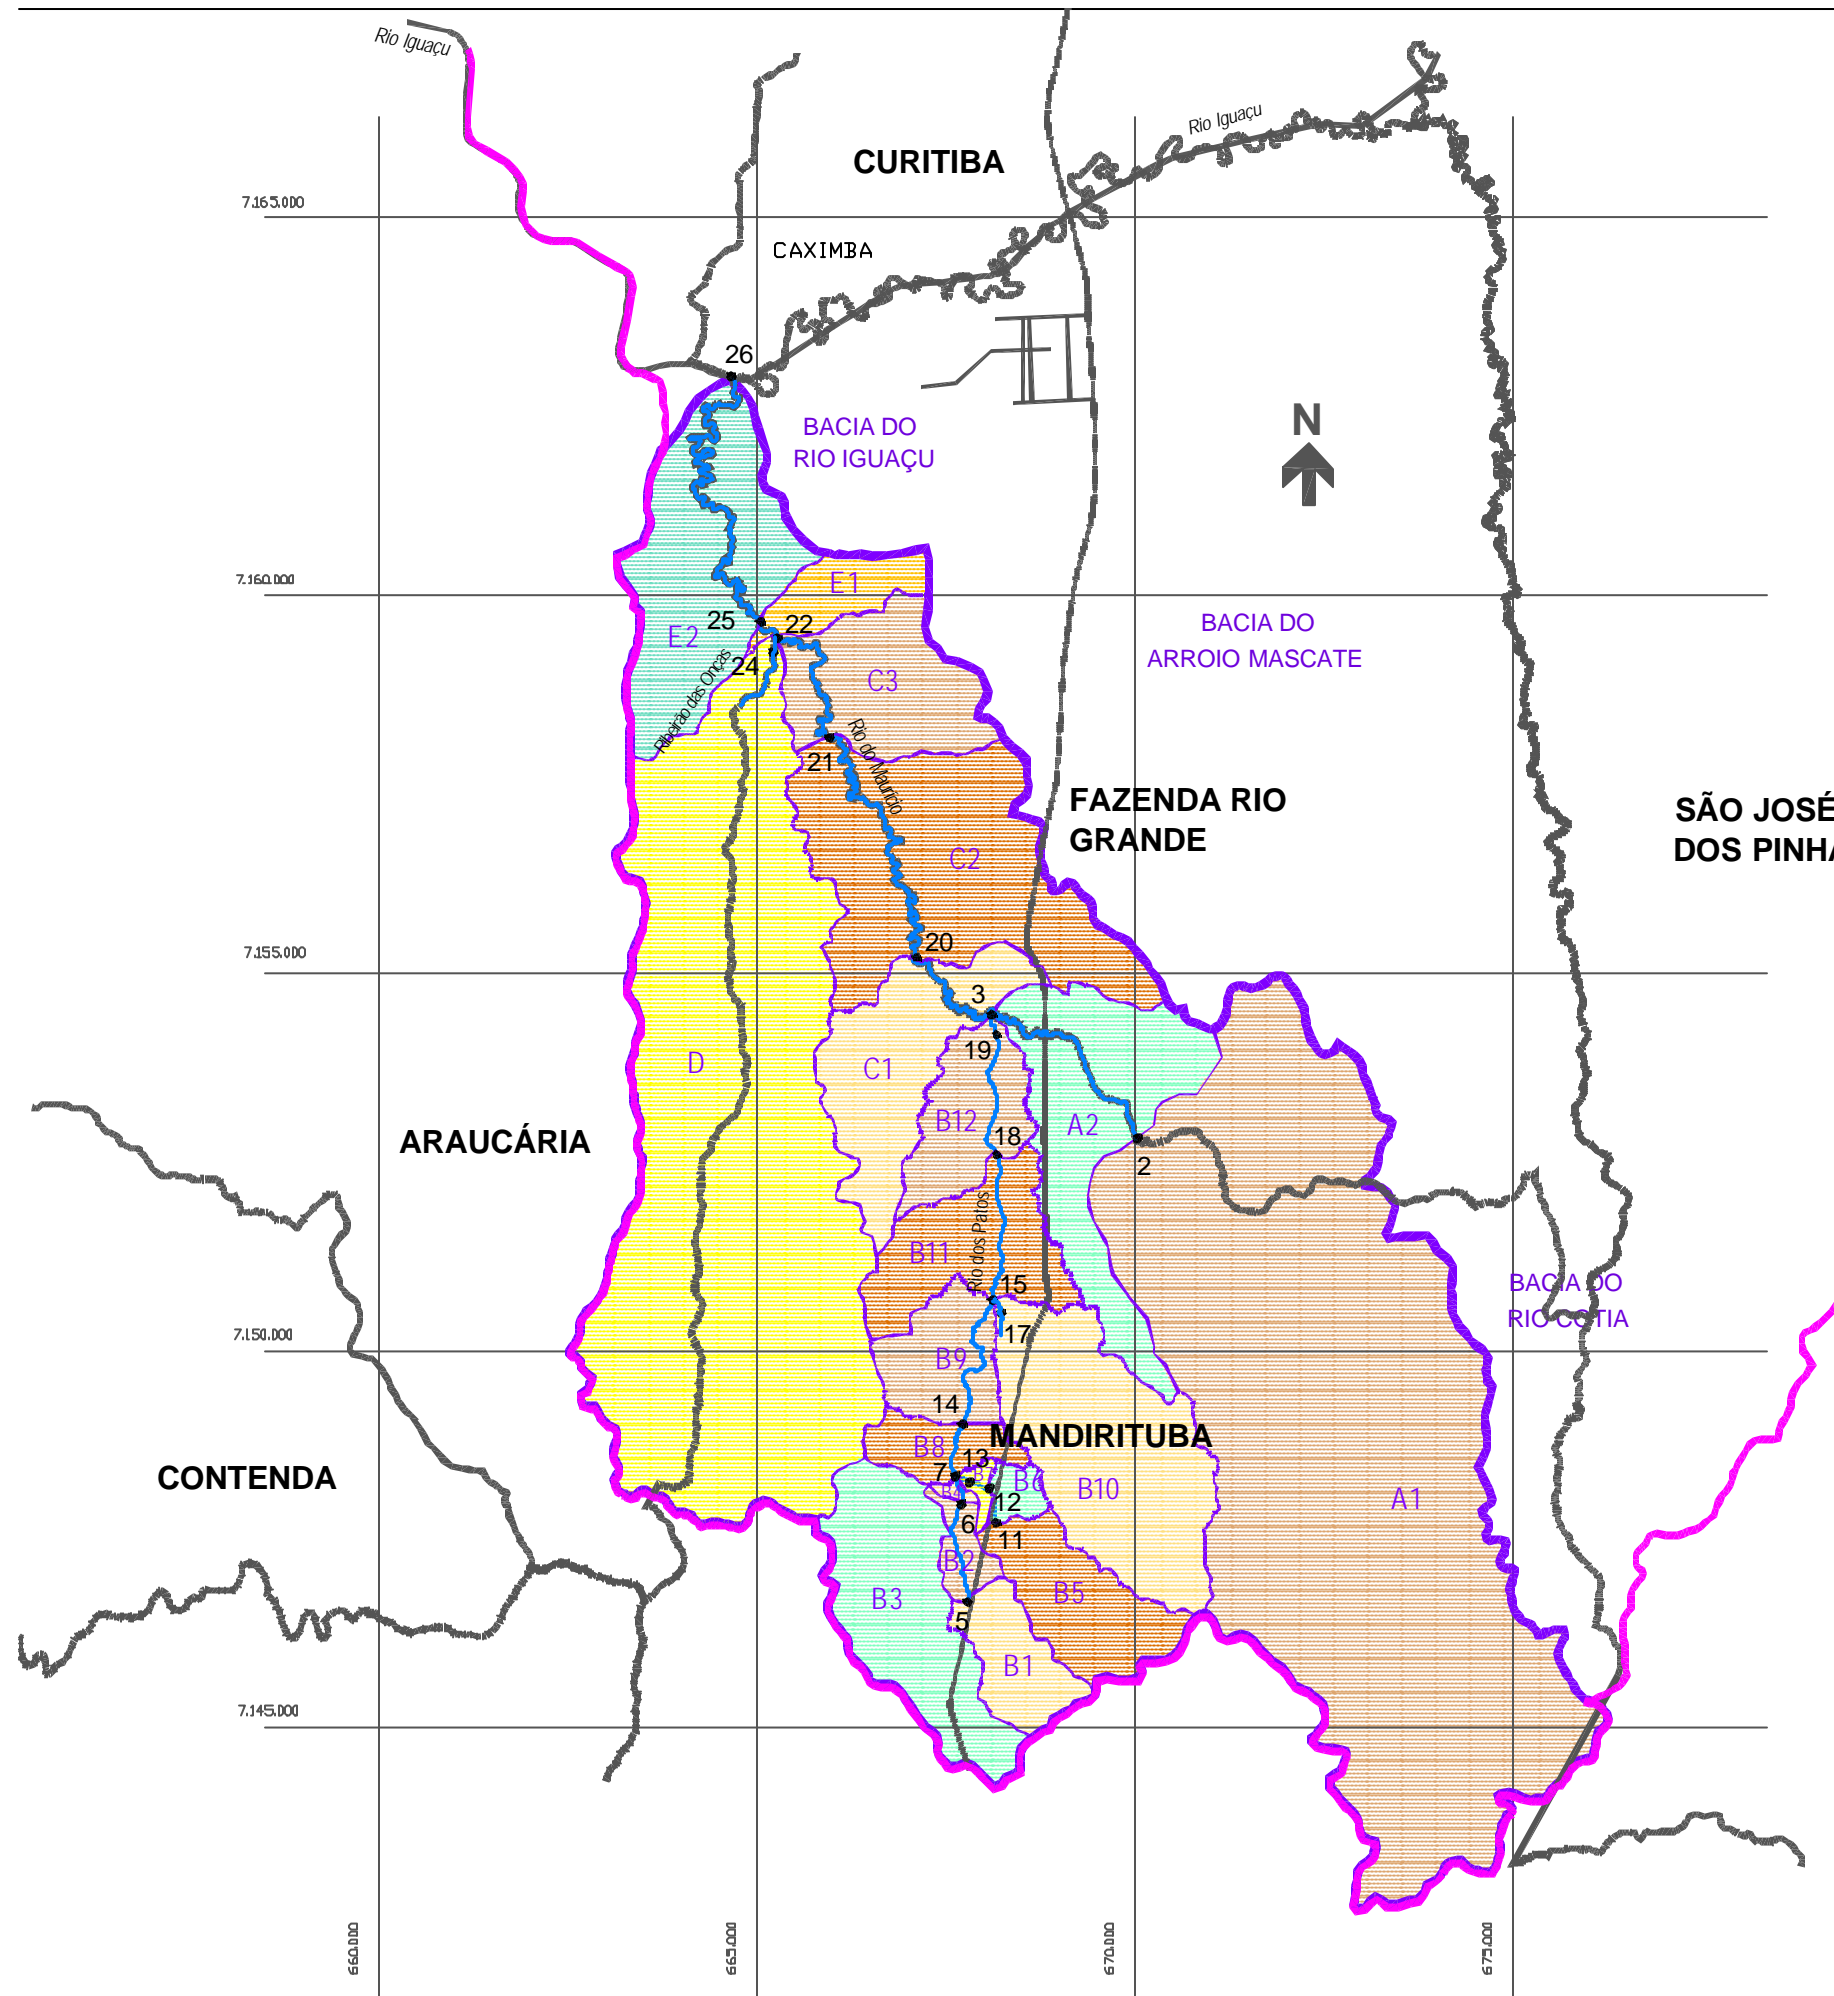 Rio Iguaçu
Rio Iguaçu
CURITIBA
7.165.000
CAXIMBA
26
N
BACIA DO
RIO IGUAÇU
7.160.000
E1
25
22
E2
24
BACIA DO
ARROIO MASCATE
Ribeirão das Onças
C3
21
Rio do Maurício
FAZENDA RIO
GRANDE
SÃO JOSÉ
DOS PINHA
C2
20
7.155.000
3
19
D
C1
B12
18
A2
2
ARAUCÁRIA
Rio dos Patos
B11
15
17
BACIA DO
RIO COTIA
7.150.000
B9
14
MANDIRITUBA
B8
13
7
B6
B10
A1
CONTENDA
B4
12
6
11
B2
B3
B5
5
B1
7.145.000
660.000
665.000
670.000
675.000